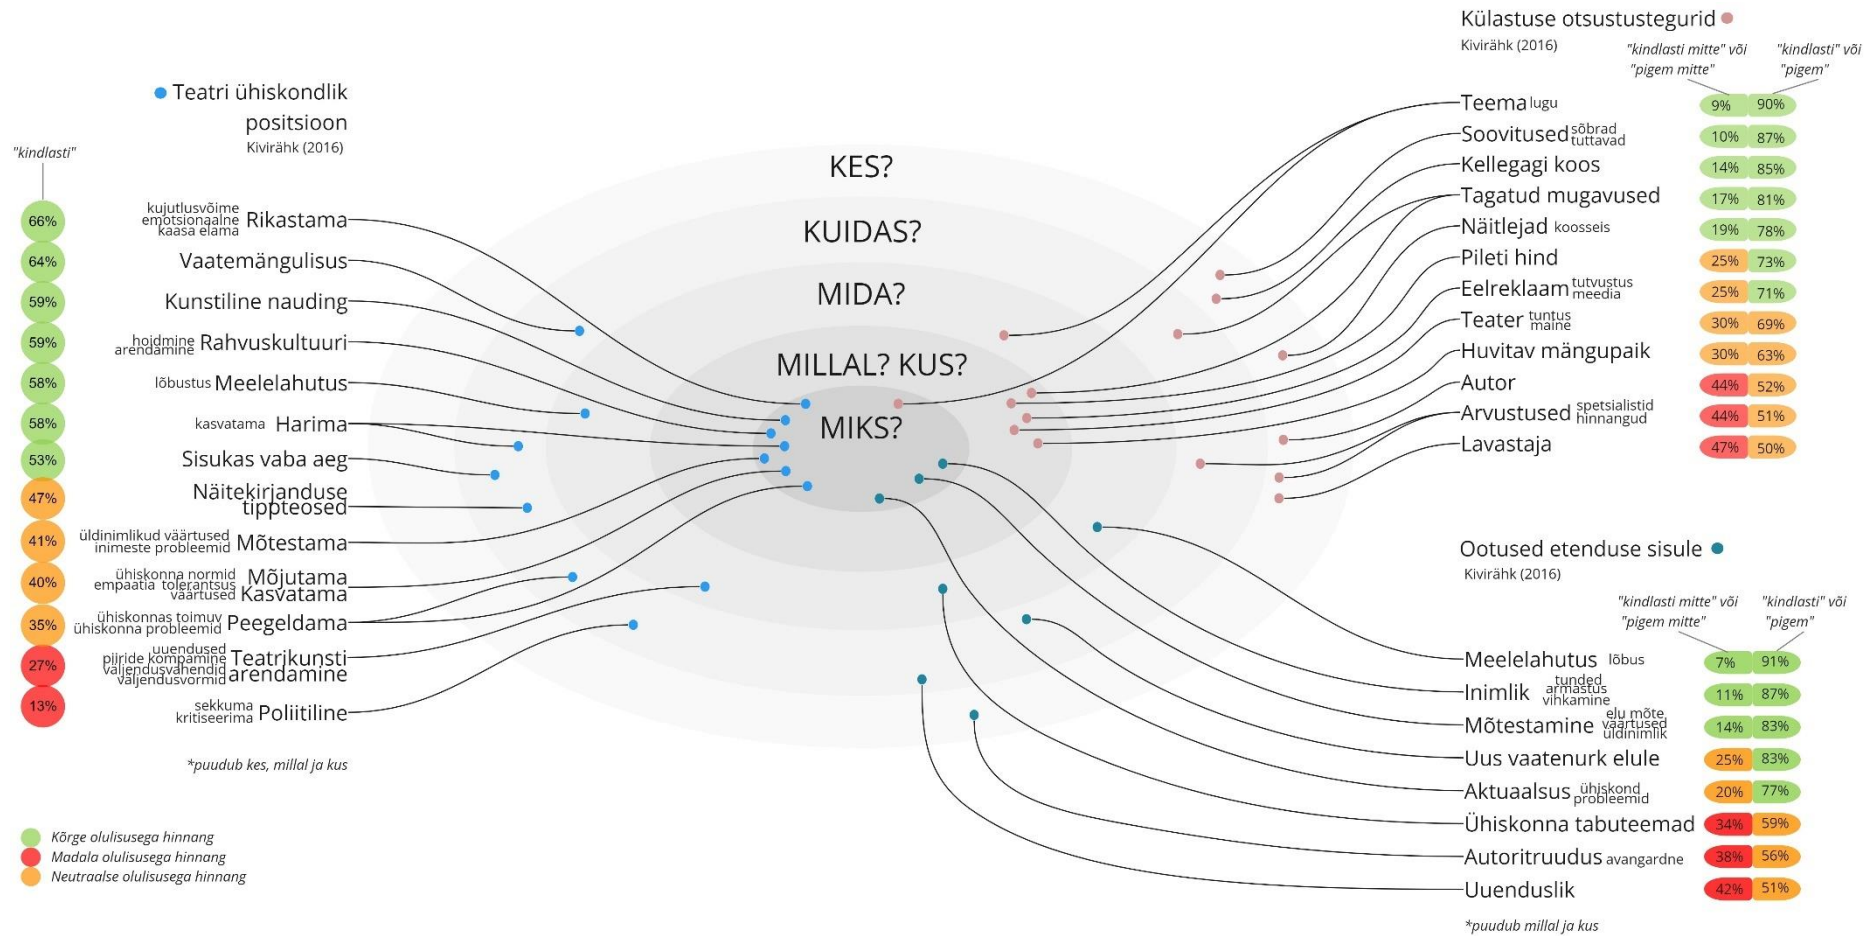 Teatri ühiskondlik
positsioon
Kivirähk (2016)
"kindlasti"
66%
kujutlusvõime
emotsionaalne
kaasa elama
Rikastama
64%
Vaatemängulisus
59%
Kunstiline nauding
59%
hoidmine
arendamine
Rahvuskultuuri
58%
lõbustus Meelelahutus
58%
kasvatama Harima
53%
Sisukas vaba aeg
47%
Näitekirjanduse
tippteosed
41%
üldinimlikud väärtused
inimeste probleemid
Mõtestama
40%
ühiskonna normid
empaatia tolerantsus
väärtused
Mõjutama
Kasvatama
35%
ühiskonnas toimuv
ühiskonna probleemid
Peegeldama
27%
uuendused
piiride kompamine
väljendusvahendid
väljendusvormid
Teatrikunsti
arendamine
13%
sekkuma
kritiseerima
Poliitiline
*puudub kes, millal ja kus
Kõrge olulisusega hinnang
Madala olulisusega hinnang
Neutraalse olulisusega hinnang
KES?
KUIDAS?
MIDA?
MILLAL? KUS?
MIKS?
Külastuse otsustustegurid
Kivirähk (2016)
"kindlasti mitte" või
"pigem mitte"
"kindlasti" või
"pigem"
Teema lugu 9% 90%
Soovitused sõbrad
tuttavad
10% 87%
Kellegagi koos 14% 85%
Tagatud mugavused 17% 81%
Näitlejad koosseis 19% 78%
Pileti hind 25% 73%
Eelreklaam tutvustus
meedia
25% 71%
Teater tuntus
maine
30% 69%
Huvitav mängupaik 30% 63%
Autor 44% 52%
Arvustused spetsialistid
hinnangud
44% 51%
Lavastaja 47% 50%
Ootused etenduse sisule
Kivirähk (2016)
"kindlasti mitte" või
"pigem mitte"
"kindlasti" või
"pigem"
Meelelahutus lõbus 7% 91%
Inimlik tunded
armastus
vihkamine
11% 87%
Mõtestamine elu mõte
väärtused
üldinimlik
14% 83%
Uus vaatenurk elule 25% 83%
Aktuaalsus ühiskond
probleemid
20% 77%
Ühiskonna tabuteemad 34% 59%
Autoritruudus avangardne 38% 56%
Uuenduslik 42% 51%
*puudub millal ja kus